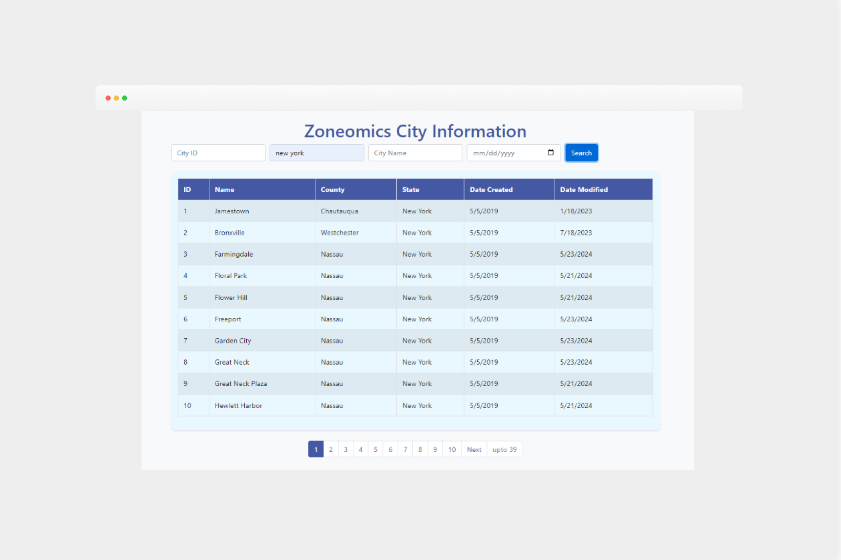 Zoneomics City Information
City ID new york City Name mm/dd/yyyy Search
ID Name County State Date Created Date Modified
1 Jamestown Chautauqua New York 5/5/2019 1/18/2023
2 Bronxville Westchester New York 5/5/2019 7/18/2023
3 Farmingdale Nassau New York 5/5/2019 5/23/2024
4 Floral Park Nassau New York 5/5/2019 5/21/2024
5 Flower Hill Nassau New York 5/5/2019 5/21/2024
6 Freeport Nassau New York 5/5/2019 5/23/2024
7 Garden City Nassau New York 5/5/2019 5/23/2024
8 Great Neck Nassau New York 5/5/2019 5/23/2024
9 Great Neck Plaza Nassau New York 5/5/2019 5/21/2024
10 Hewlett Harbor Nassau New York 5/5/2019 5/21/2024
1 2 3 4 5 6 7 8 9 10 Next upto 39